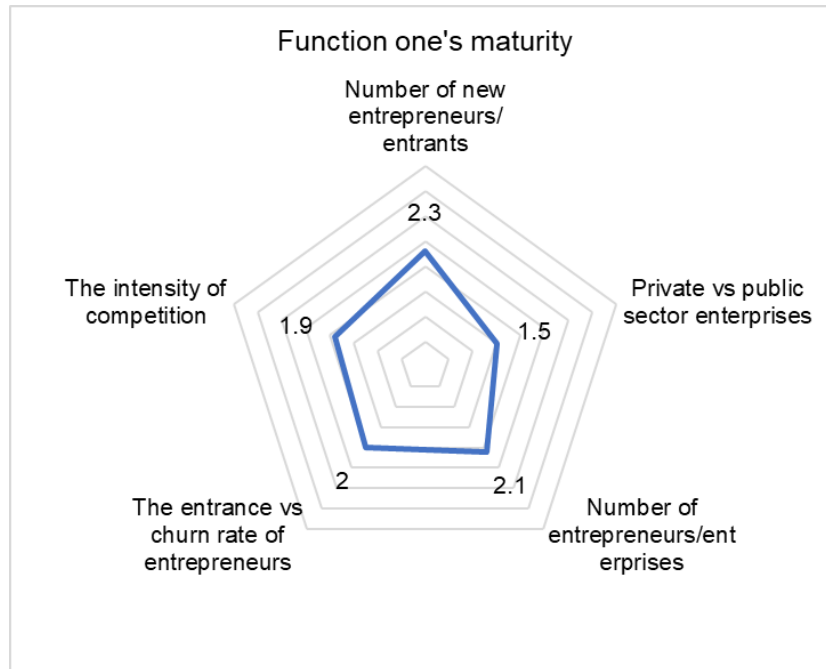 Function one's maturity
Number of new
entrepreneurs/
entrants
2.3
The intensity of
competition
1.9
Private vs public
sector enterprises
1.5
The entrance vs
churn rate of
entrepreneurs
2
2.1
Number of
entrepreneurs/ent
erprises